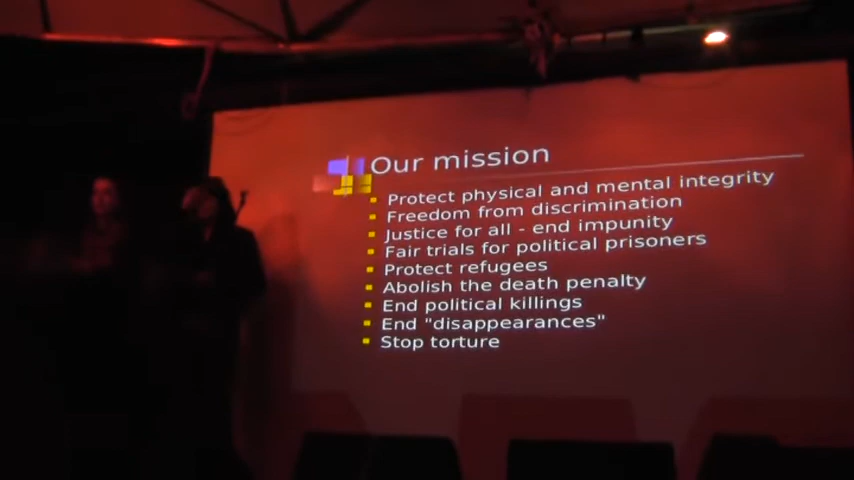 Our mission
Protect physical and mental integrity
Freedom from discrimination
Justice for all - end impunity
Fair trials for political prisoners
Protect refugees
Abolish the death penalty
End political killings
End "disappearances"
Stop torture